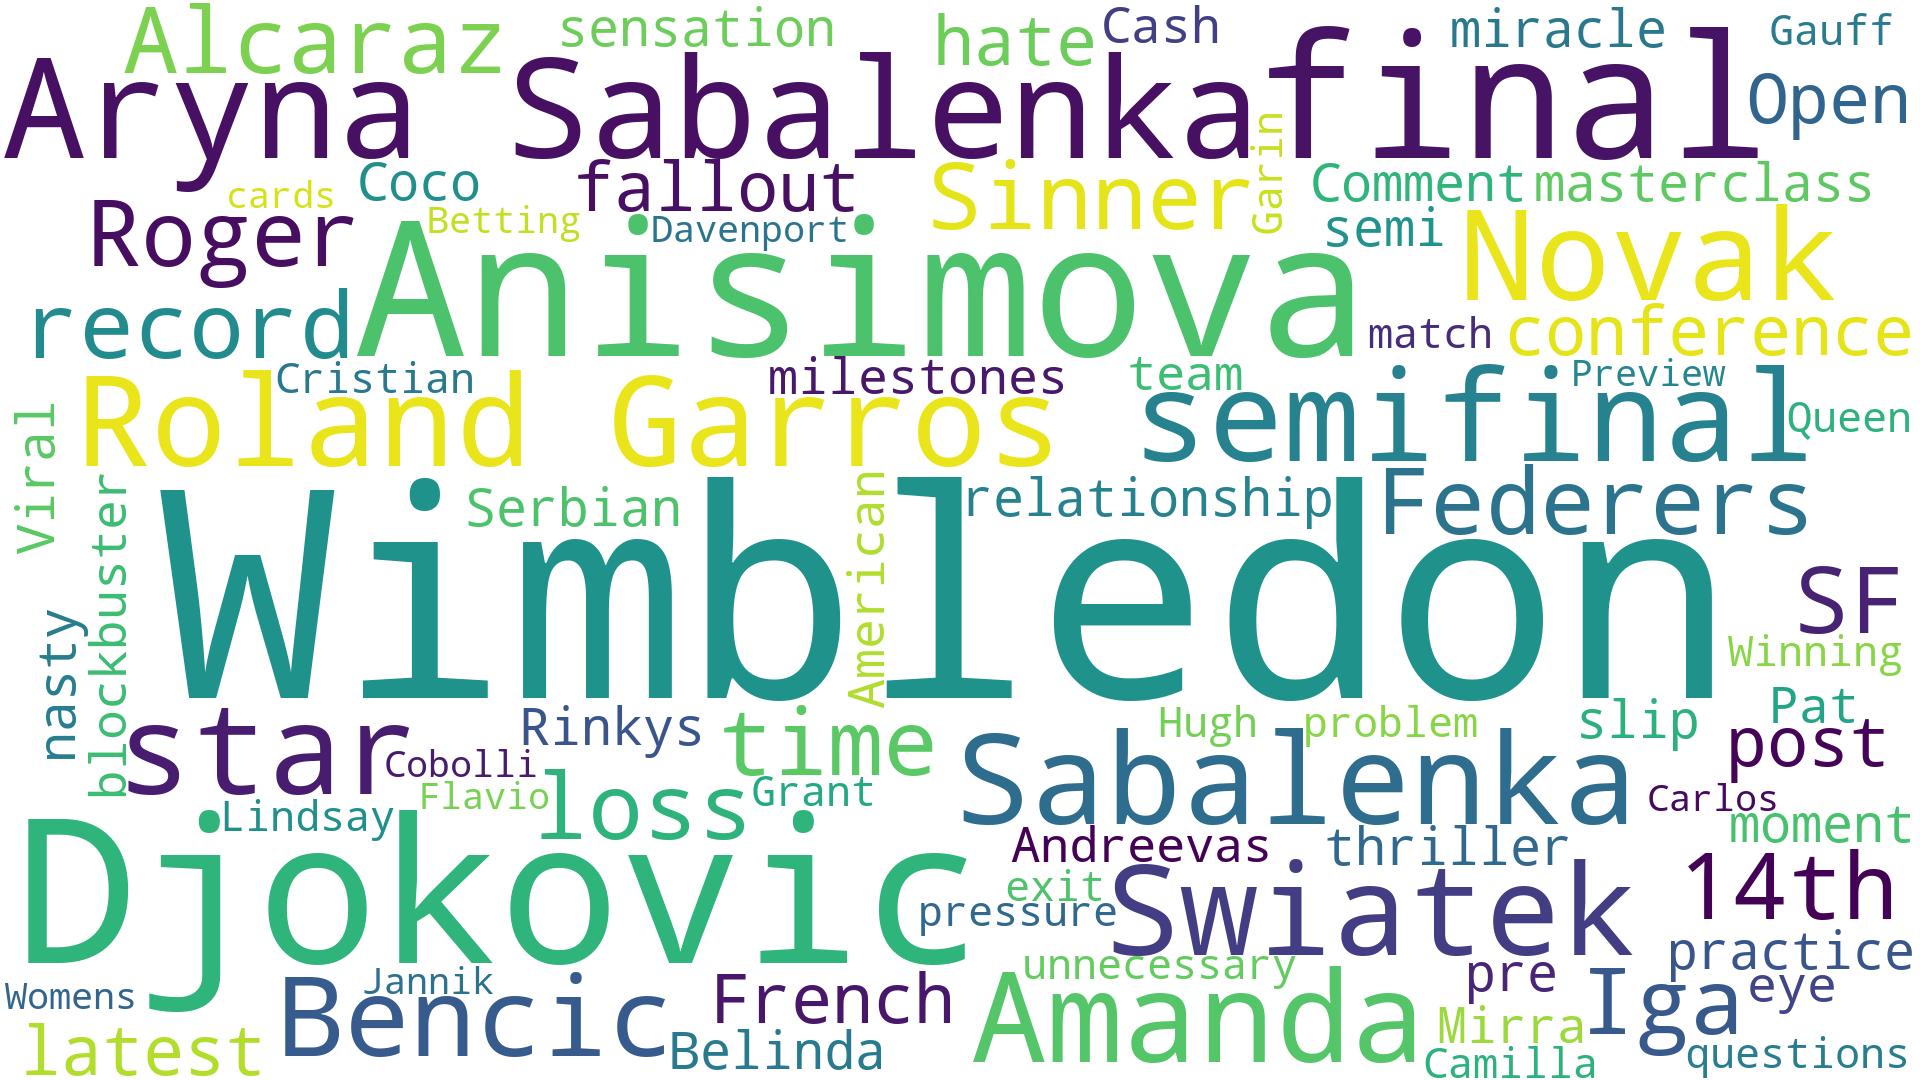 Alcaraz
sensation
hate
Cash
miracle
Gauff
Aryna Sabalenka
final
Open
Garin
cards
Coco
fallout
Sinner
Comment
masterclass
Roger
Betting
Davenport
semi
Novak
Anisimova
record
match
conference
Cristian
milestones
team
Preview
Roland Garros
semifinal
Queen
Viral
blockbuster
Serbian
American
relationship
Federers
Wimbledon
SF
nasty
Winning
star
Rinkys
time
Hugh
problem
slip
Pat
post
Cobolli
Sabalenka
Flavio
loss
Grant
Carlos
Lindsay
moment
Djokovic
Andreevas
thriller
exit
Swiatek
14th
pressure
practice
Womens
Jannik
Bencic
French
unnecessary
Amanda
pre
Iga
eye
latest
Belinda
Mirra
Camilla
questions